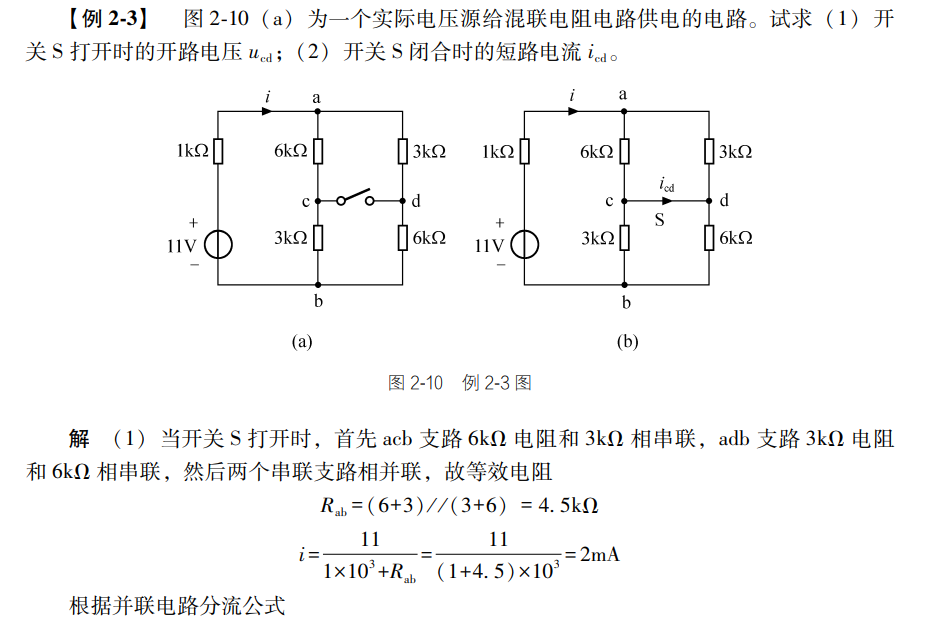 【例 2-3】 图 2-10（a）为一个实际电压源给混联电阻电路供电的电路。试求（1）开
关 S 打开时的开路电压 u_cd；（2）开关 S 闭合时的短路电流 i_cd。
i a i a
1kΩ 6kΩ 3kΩ 1kΩ 6kΩ 3kΩ
i_cd
c d c d
S
+ +
3kΩ 6kΩ 3kΩ 6kΩ
11V 11V
− −
b b
(a) (b)
图 2-10 例 2-3 图
解 （1）当开关 S 打开时，首先 acb 支路 6kΩ 电阻和 3kΩ 相串联，adb 支路 3kΩ 电阻
和 6kΩ 相串联，然后两个串联支路相并联，故等效电阻
R_ab=(6+3)//(3+6) = 4.5kΩ
i= 11/(1×10³+R_ab) = 11/((1+4.5)×10³) =2mA
根据并联电路分流公式